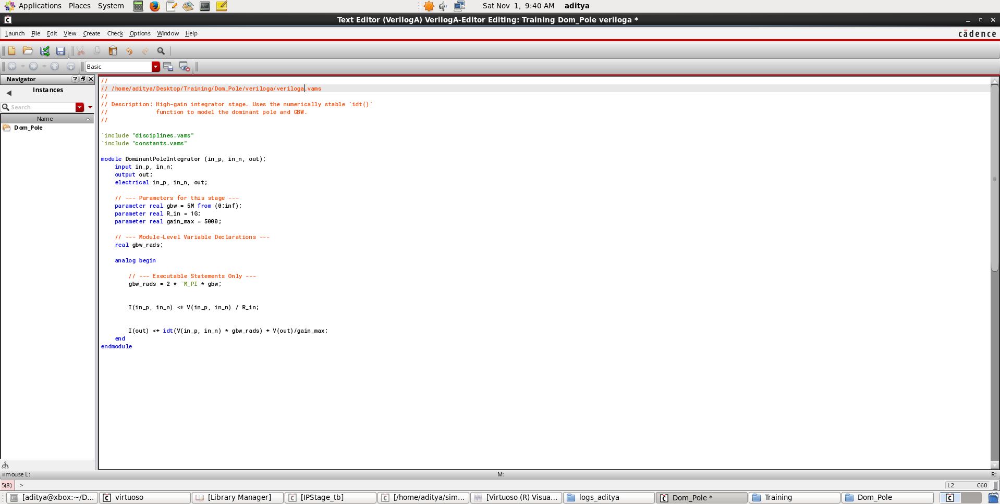 Applications Places System Sat Nov 1, 9:40 AM aditya
Text Editor (VerilogA) VerilogA-Editor Editing: Training Dom_Pole veriloga *
Launch File Edit View Create Check Options Window Help cādence
Basic
Navigator
Instances
Search
Name
Dom_Pole
//
// /home/aditya/Desktop/Training/Dom_Pole/veriloga/veriloga.vams
//
// Description: High-gain integrator stage. Uses the numerically stable `idt()`
//              function to model the dominant pole and GBW.
//
`include "disciplines.vams"
`include "constants.vams"
module DominantPoleIntegrator (in_p, in_n, out);
    input in_p, in_n;
    output out;
    electrical in_p, in_n, out;
    // --- Parameters for this stage ---
    parameter real gbw = 5M from (0:inf);
    parameter real R_in = 1G;
    parameter real gain_max = 5000;
    // --- Module-Level Variable Declarations ---
    real gbw_rads;
    analog begin
        // --- Executable Statements Only ---
        gbw_rads = 2 * `M_PI * gbw;
        I(in_p, in_n) <+ V(in_p, in_n) / R_in;
        I(out) <+ idt(V(in_p, in_n) * gbw_rads) + V(out)/gain_max;
    end
endmodule
mouse L: M: R:
5(8) > L2 C60
[aditya@xbox:~/D... virtuoso [Library Manager] [IPStage_tb] [/home/aditya/sim... [Virtuoso (R) Visua... logs_aditya Dom_Pole * Training Dom_Pole